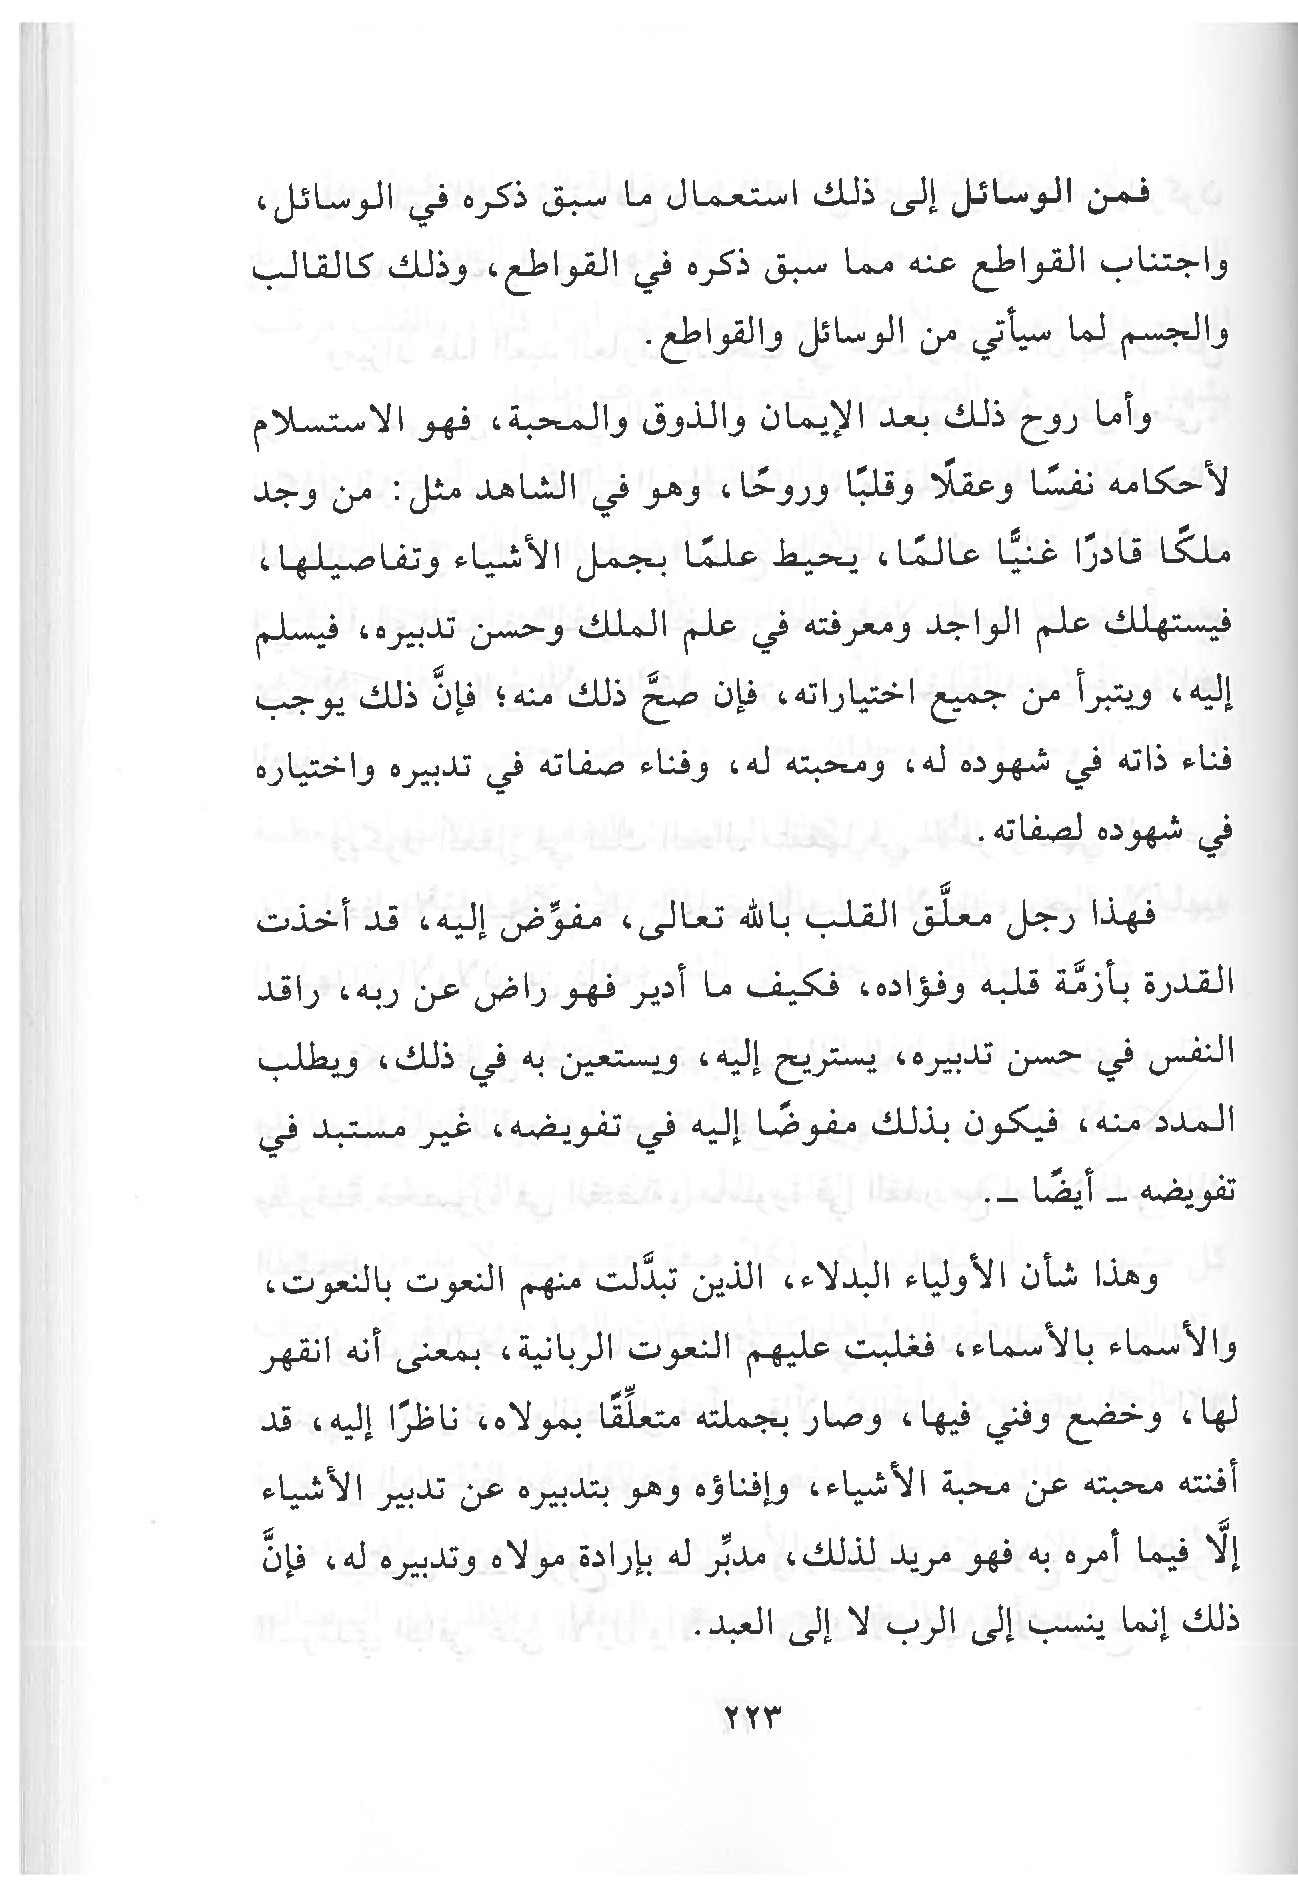 فمن الوسائل إلى ذلك استعمال ما سبق ذكره في الوسائل،
واجتناب القواطع عنه مما سبق ذكره في القواطع، وذلك كالقالب
والجسم لما سيأتي من الوسائل والقواطع.
وأما روح ذلك بعد الإيمان والذوق والمحبة، فهو الاستسلام
لأحكامه نفسًا وعقلًا وقلبًا وروحًا، وهو في الشاهد مثل: من وجد
ملكًا قادرًا غنيًّا عالمًا، يحيط علمًا بجمل الأشياء وتفاصيلها،
فيستهلك علم الواجد ومعرفته في علم الملك وحسن تدبيره، فيسلم
إليه، ويتبرأ من جميع اختياراته، فإن صحَّ ذلك منه؛ فإنَّ ذلك يوجب
فناء ذاته في شهوده له، ومحبته له، وفناء صفاته في تدبيره واختياره
في شهوده لصفاته.
فهذا رجل معلَّق القلب بالله تعالى، مفوِّض إليه، قد أخذت
القدرة بأزمَّة قلبه وفؤاده، فكيف ما أدير فهو راض عن ربه، راقد
النفس في حسن تدبيره، يستريح إليه، ويستعين به في ذلك، ويطلب
المدد منه، فيكون بذلك مفوضًا إليه في تفويضه، غير مستبد في
تفويضه ـ أيضًا ـ.
وهذا شأن الأولياء البدلاء، الذين تبدَّلت منهم النعوت بالنعوت،
والأسماء بالأسماء، فغلبت عليهم النعوت الربانية، بمعنى أنه انقهر
لها، وخضع وفني فيها، وصار بجملته متعلِّقًا بمولاه، ناظرًا إليه، قد
أفنته محبته عن محبة الأشياء، وإفناؤه وهو بتدبيره عن تدبير الأشياء
إلَّا فيما أمره به فهو مريد لذلك، مدبِّر له بإرادة مولاه وتدبيره له، فإنَّ
ذلك إنما ينسب إلى الرب لا إلى العبد.
٢٢٣